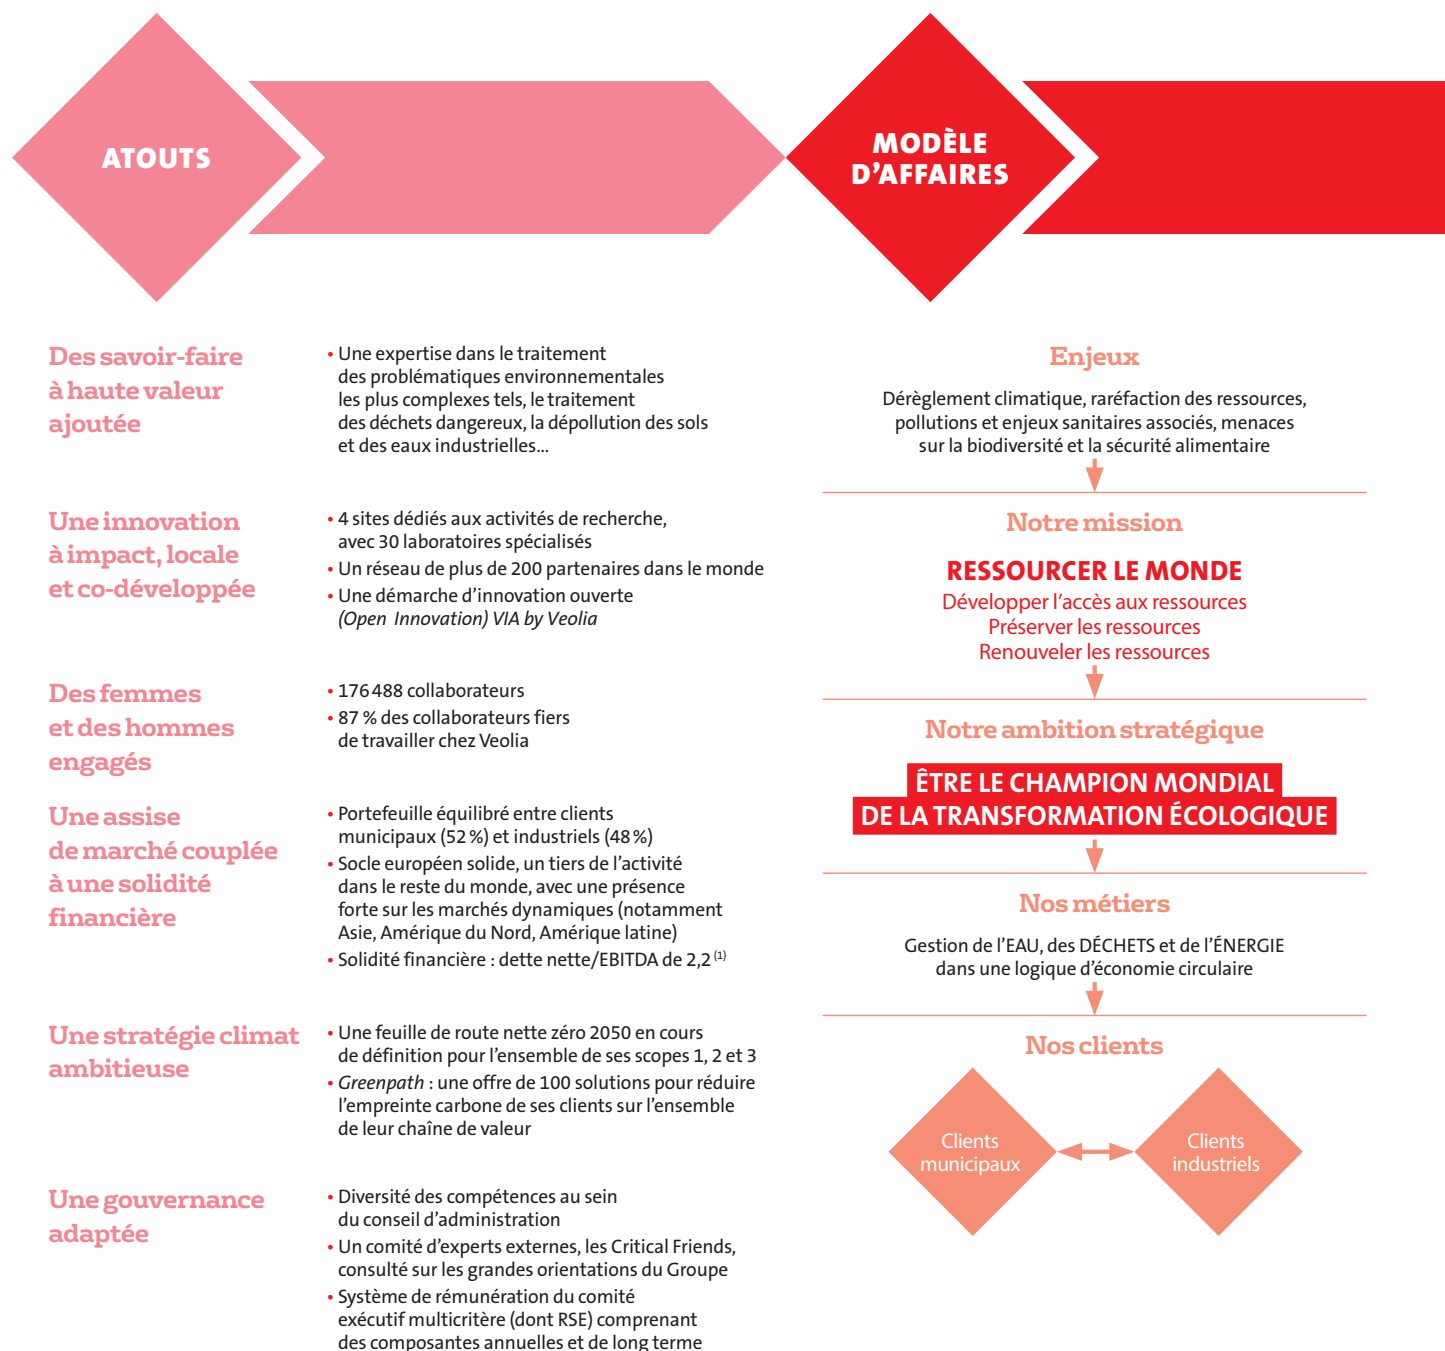 ATOUTS
Des savoir-faire
à haute valeur
ajoutée
• Une expertise dans le traitement
des problématiques environnementales
les plus complexes tels, le traitement
des déchets dangereux, la dépollution des sols
et des eaux industrielles...
Une innovation
à impact, locale
et co-développée
• 4 sites dédiés aux activités de recherche,
avec 30 laboratoires spécialisés
• Un réseau de plus de 200 partenaires dans le monde
• Une démarche d’innovation ouverte
(Open Innovation) VIA by Veolia
Des femmes
et des hommes
engagés
• 176 488 collaborateurs
• 87 % des collaborateurs fiers
de travailler chez Veolia
Une assise
de marché couplée
à une solidité
financière
• Portefeuille équilibré entre clients
municipaux (52 %) et industriels (48 %)
• Socle européen solide, un tiers de l’activité
dans le reste du monde, avec une présence
forte sur les marchés dynamiques (notamment
Asie, Amérique du Nord, Amérique latine)
• Solidité financière : dette nette/EBITDA de 2,2 (1)
Une stratégie climat
ambitieuse
• Une feuille de route nette zéro 2050 en cours
de définition pour l’ensemble de ses scopes 1, 2 et 3
• Greenpath : une offre de 100 solutions pour réduire
l’empreinte carbone de ses clients sur l’ensemble
de leur chaîne de valeur
Une gouvernance
adaptée
• Diversité des compétences au sein
du conseil d’administration
• Un comité d’experts externes, les Critical Friends,
consulté sur les grandes orientations du Groupe
• Système de rémunération du comité
exécutif multicritère (dont RSE) comprenant
des composantes annuelles et de long terme
MODÈLE
D’AFFAIRES
Enjeux
Dérèglement climatique, raréfaction des ressources,
pollutions et enjeux sanitaires associés, menaces
sur la biodiversité et la sécurité alimentaire
Notre mission
RESSOURCER LE MONDE
Développer l’accès aux ressources
Préserver les ressources
Renouveler les ressources
Notre ambition stratégique
ÊTRE LE CHAMPION MONDIAL
DE LA TRANSFORMATION ÉCOLOGIQUE
Nos métiers
Gestion de l’EAU, des DÉCHETS et de l’ÉNERGIE
dans une logique d’économie circulaire
Nos clients
Clients
municipaux
Clients
industriels